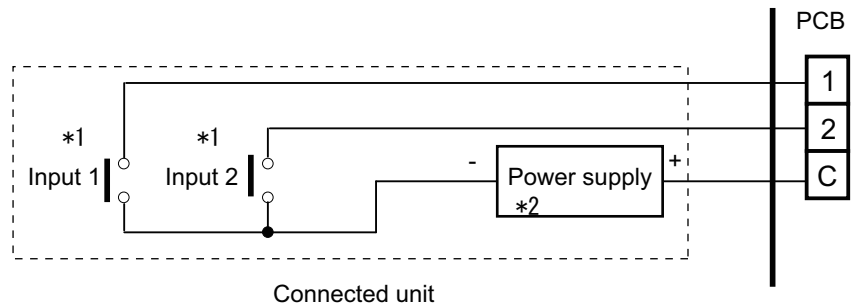 PCB
1
*1 *1
2
Input 1 Input 2 - Power supply + C
*2
Connected unit